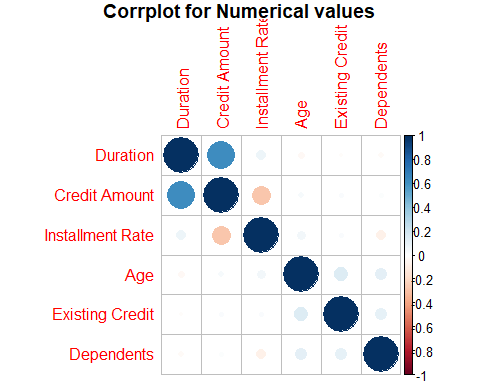 Corrplot for Numerical values
Duration
Credit Amount
Installment Rate
Age
Existing Credit
Dependents
Duration
Credit Amount
Installment Rate
Age
Existing Credit
Dependents
1
0.8
0.6
0.4
0.2
0
-0.2
-0.4
-0.6
-0.8
-1